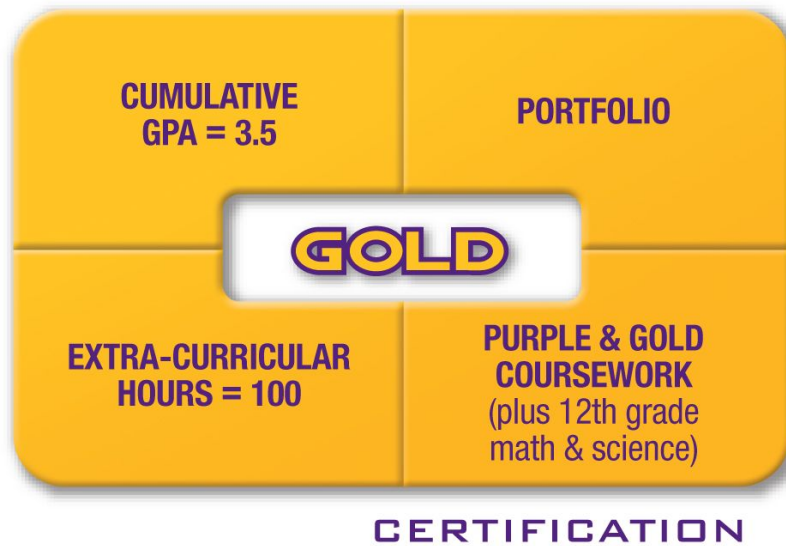 CUMULATIVE
GPA = 3.5
PORTFOLIO
GOLD
EXTRA-CURRICULAR
HOURS = 100
PURPLE & GOLD
COURSEWORK
(plus 12th grade
math & science)
CERTIFICATION